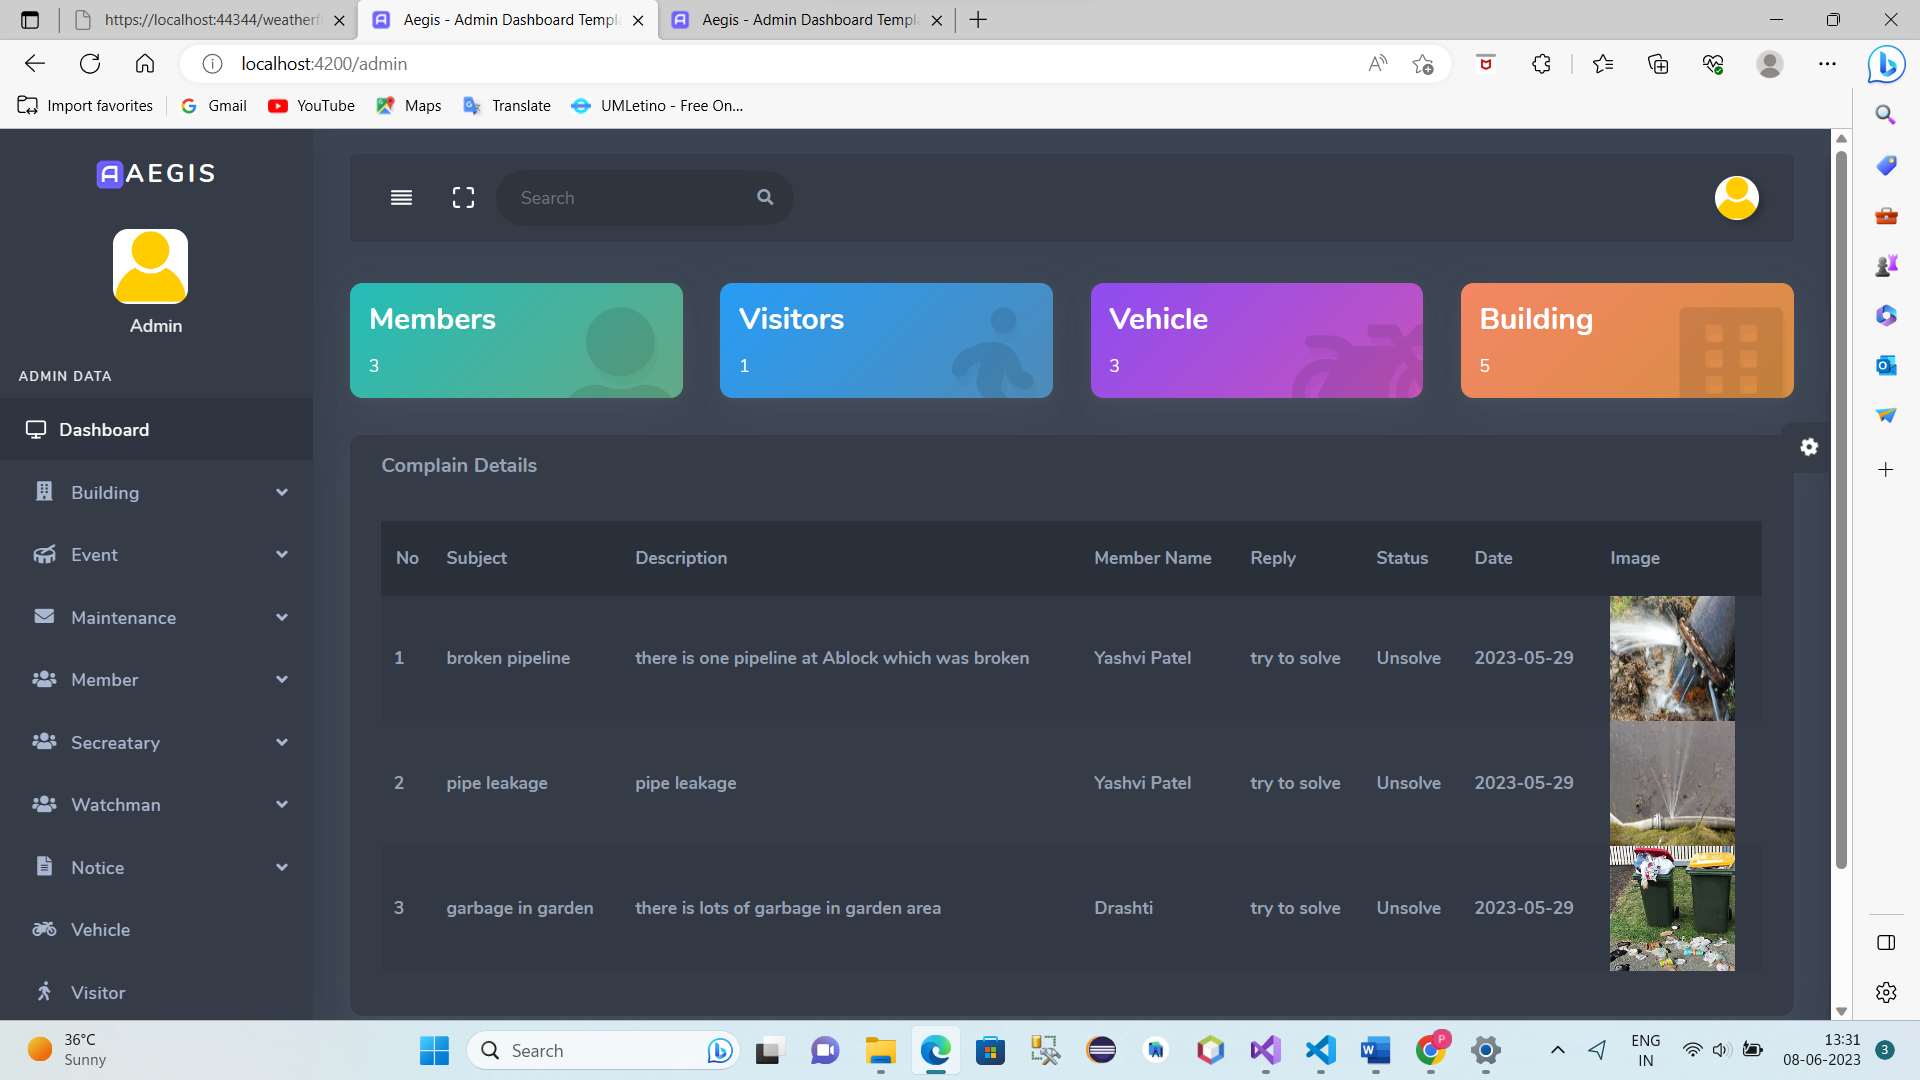 https://localhost:44344/weatherf
Aegis - Admin Dashboard Templa
Aegis - Admin Dashboard Templa
localhost:4200/admin
Import favorites
Gmail
YouTube
Maps
Translate
UMLetino - Free On...
AEGIS
Search
Admin
Members
3
Visitors
1
Vehicle
3
Building
5
ADMIN DATA
Dashboard
Building
Event
Maintenance
Member
Secreatary
Watchman
Notice
Vehicle
Visitor
Complain Details
No Subject Description Member Name Reply Status Date Image
1 broken pipeline there is one pipeline at Ablock which was broken Yashvi Patel try to solve Unsolve 2023-05-29
2 pipe leakage pipe leakage Yashvi Patel try to solve Unsolve 2023-05-29
3 garbage in garden there is lots of garbage in garden area Drashti try to solve Unsolve 2023-05-29
36°C
Sunny
Search
P
ENG
IN
13:31
08-06-2023
3